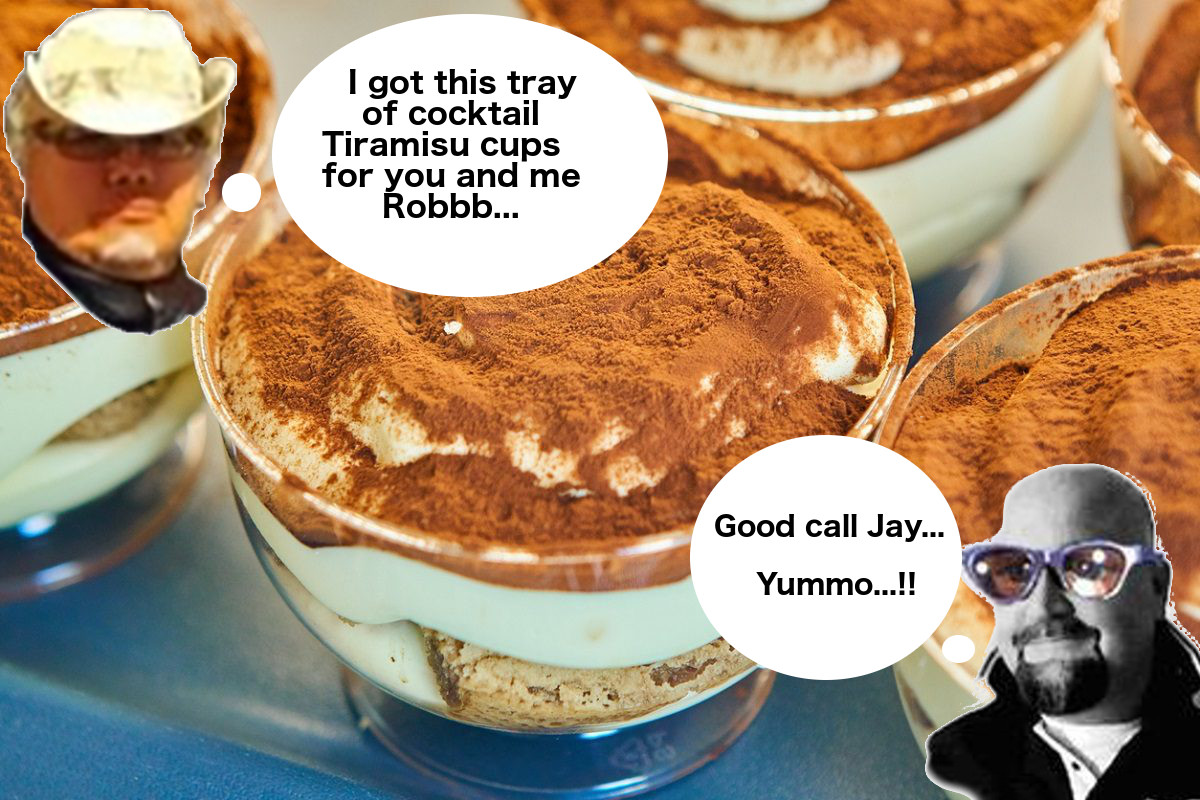 I got this tray
of cocktail
Tiramisu cups
for you and me
Robbb...
Good call Jay...
Yummo...!!